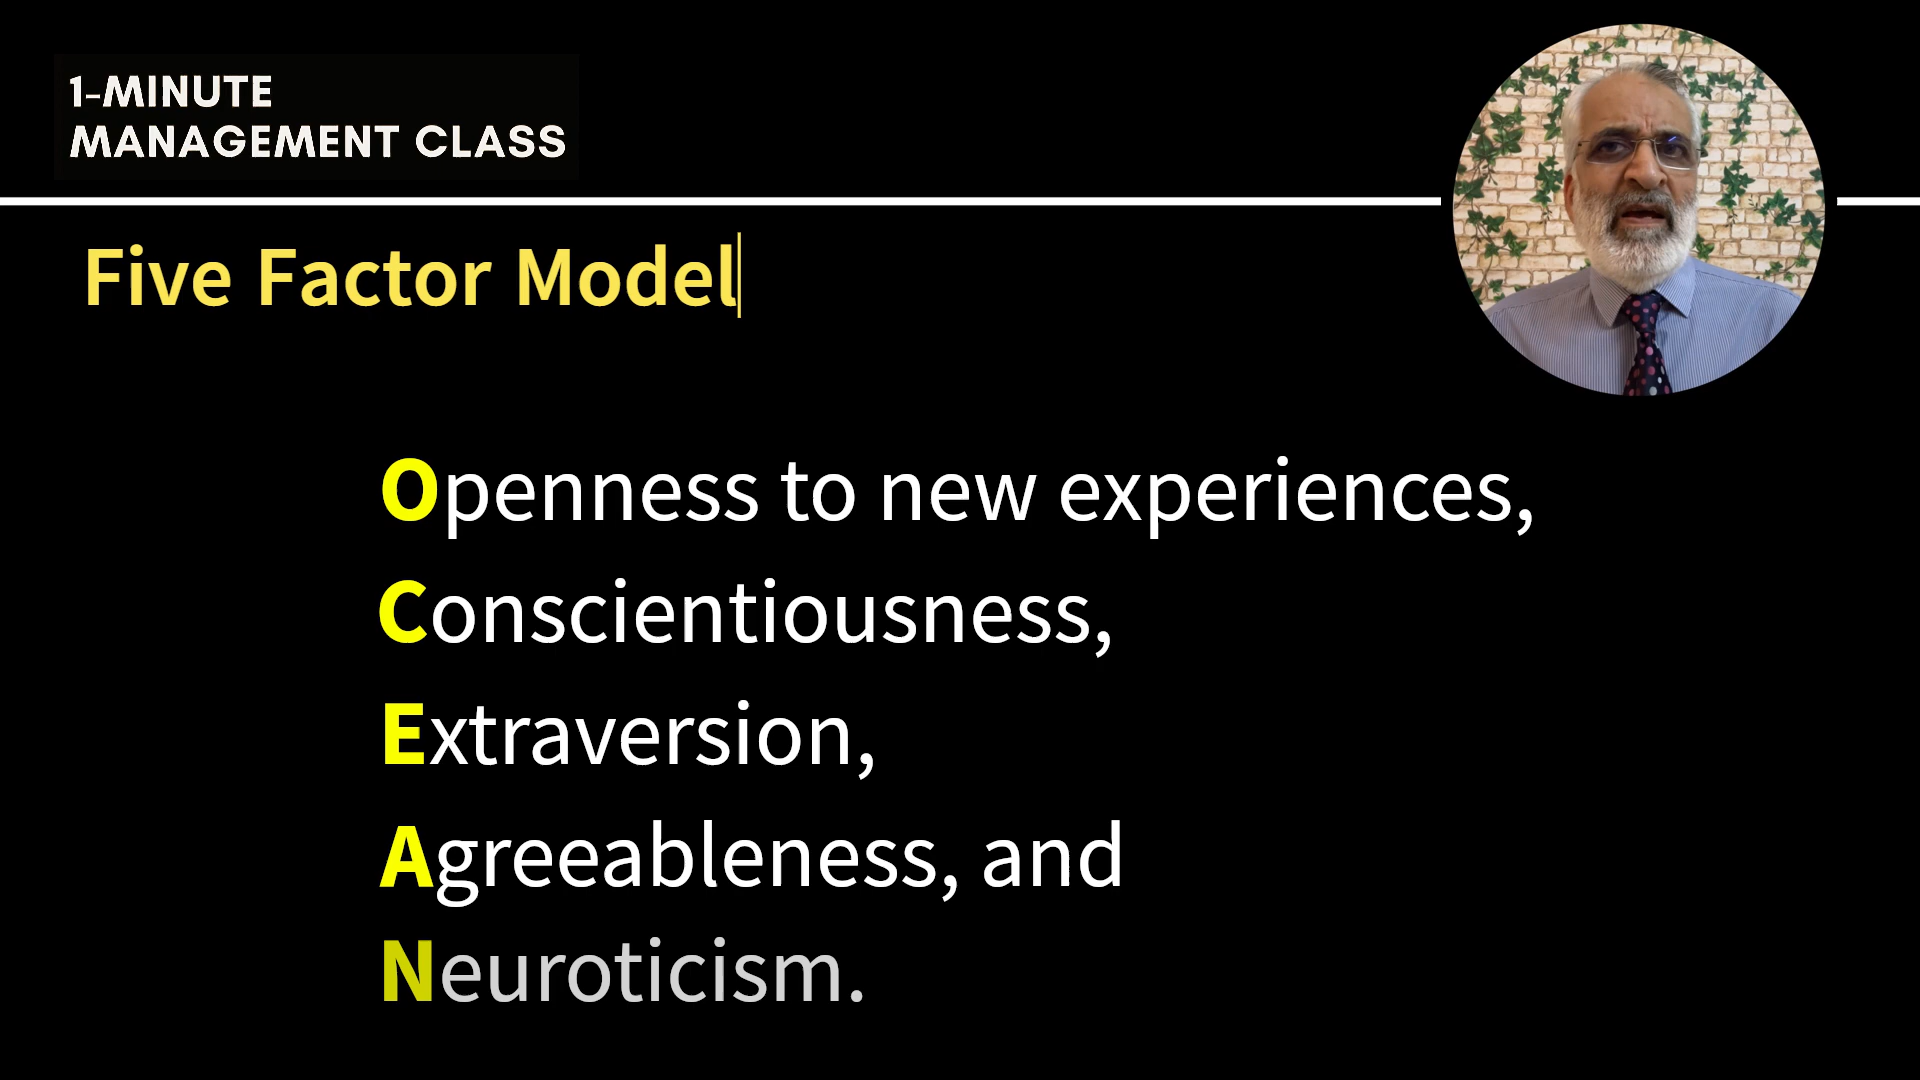 1-MINUTE
MANAGEMENT CLASS
Five Factor Model
Openness to new experiences,
Conscientiousness,
Extraversion,
Agreeableness, and
Neuroticism.